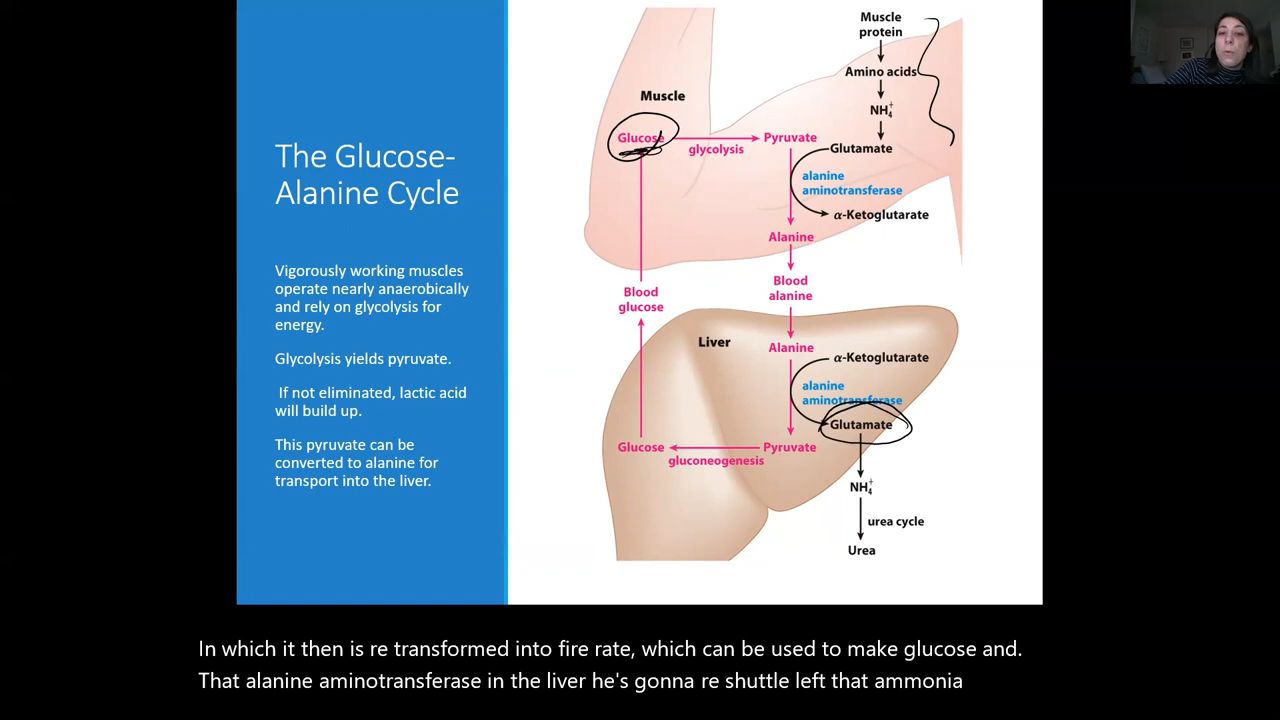 The Glucose-
Alanine Cycle
Vigorously working muscles
operate nearly anaerobically
and rely on glycolysis for
energy.
Glycolysis yields pyruvate.
If not eliminated, lactic acid
will build up.
This pyruvate can be
converted to alanine for
transport into the liver.
Muscle
protein
Amino acids
NH₄⁺
Glutamate
Muscle
Glucose
glycolysis
Pyruvate
alanine
aminotransferase
α-Ketoglutarate
Alanine
Blood
alanine
Blood
glucose
Liver
Alanine
α-Ketoglutarate
alanine
aminotransferase
Glutamate
Glucose
gluconeogenesis
Pyruvate
NH₄⁺
urea cycle
Urea
In which it then is re transformed into fire rate, which can be used to make glucose and.
That alanine aminotransferase in the liver he's gonna re shuttle left that ammonia